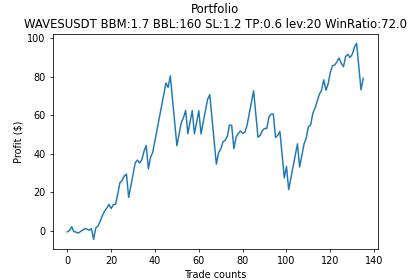 Portfolio
WAVESUSDT BBM:1.7 BBL:160 SL:1.2 TP:0.6 lev:20 WinRatio:72.0
100
80
60
40
20
0
Profit ($)
0 20 40 60 80 100 120 140
Trade counts